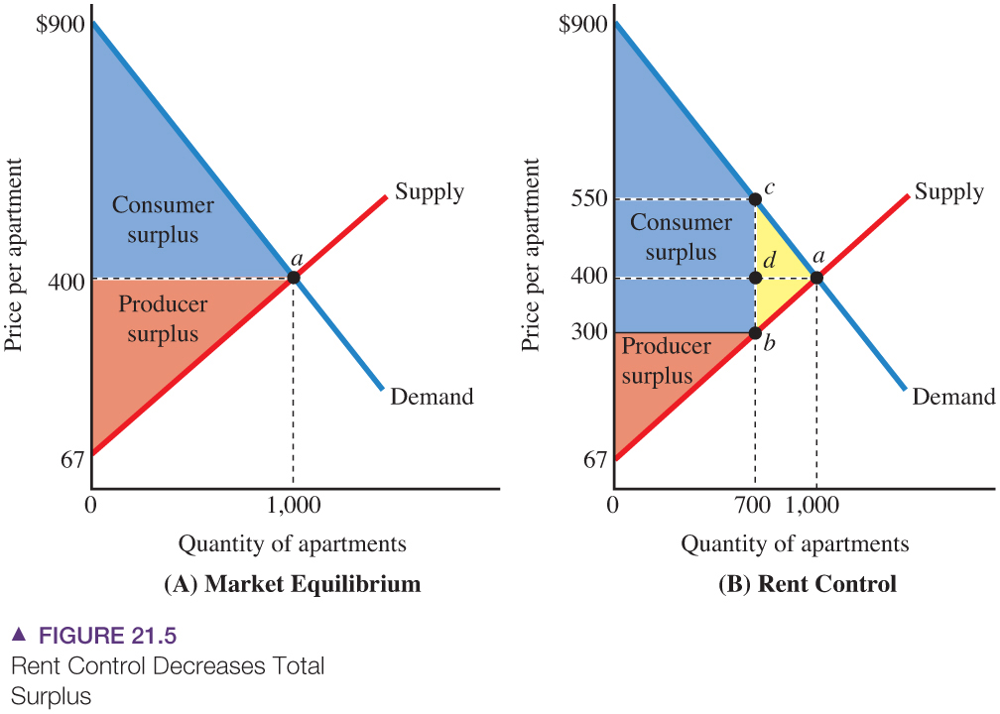 $900
Price per apartment
Consumer
surplus
a
Supply
400
Producer
surplus
Demand
67
0
1,000
Quantity of apartments
(A) Market Equilibrium
$900
Price per apartment
550
c
Supply
Consumer
surplus
d
a
400
300
b
Producer
surplus
Demand
67
0
700
1,000
Quantity of apartments
(B) Rent Control
▲ FIGURE 21.5
Rent Control Decreases Total
Surplus